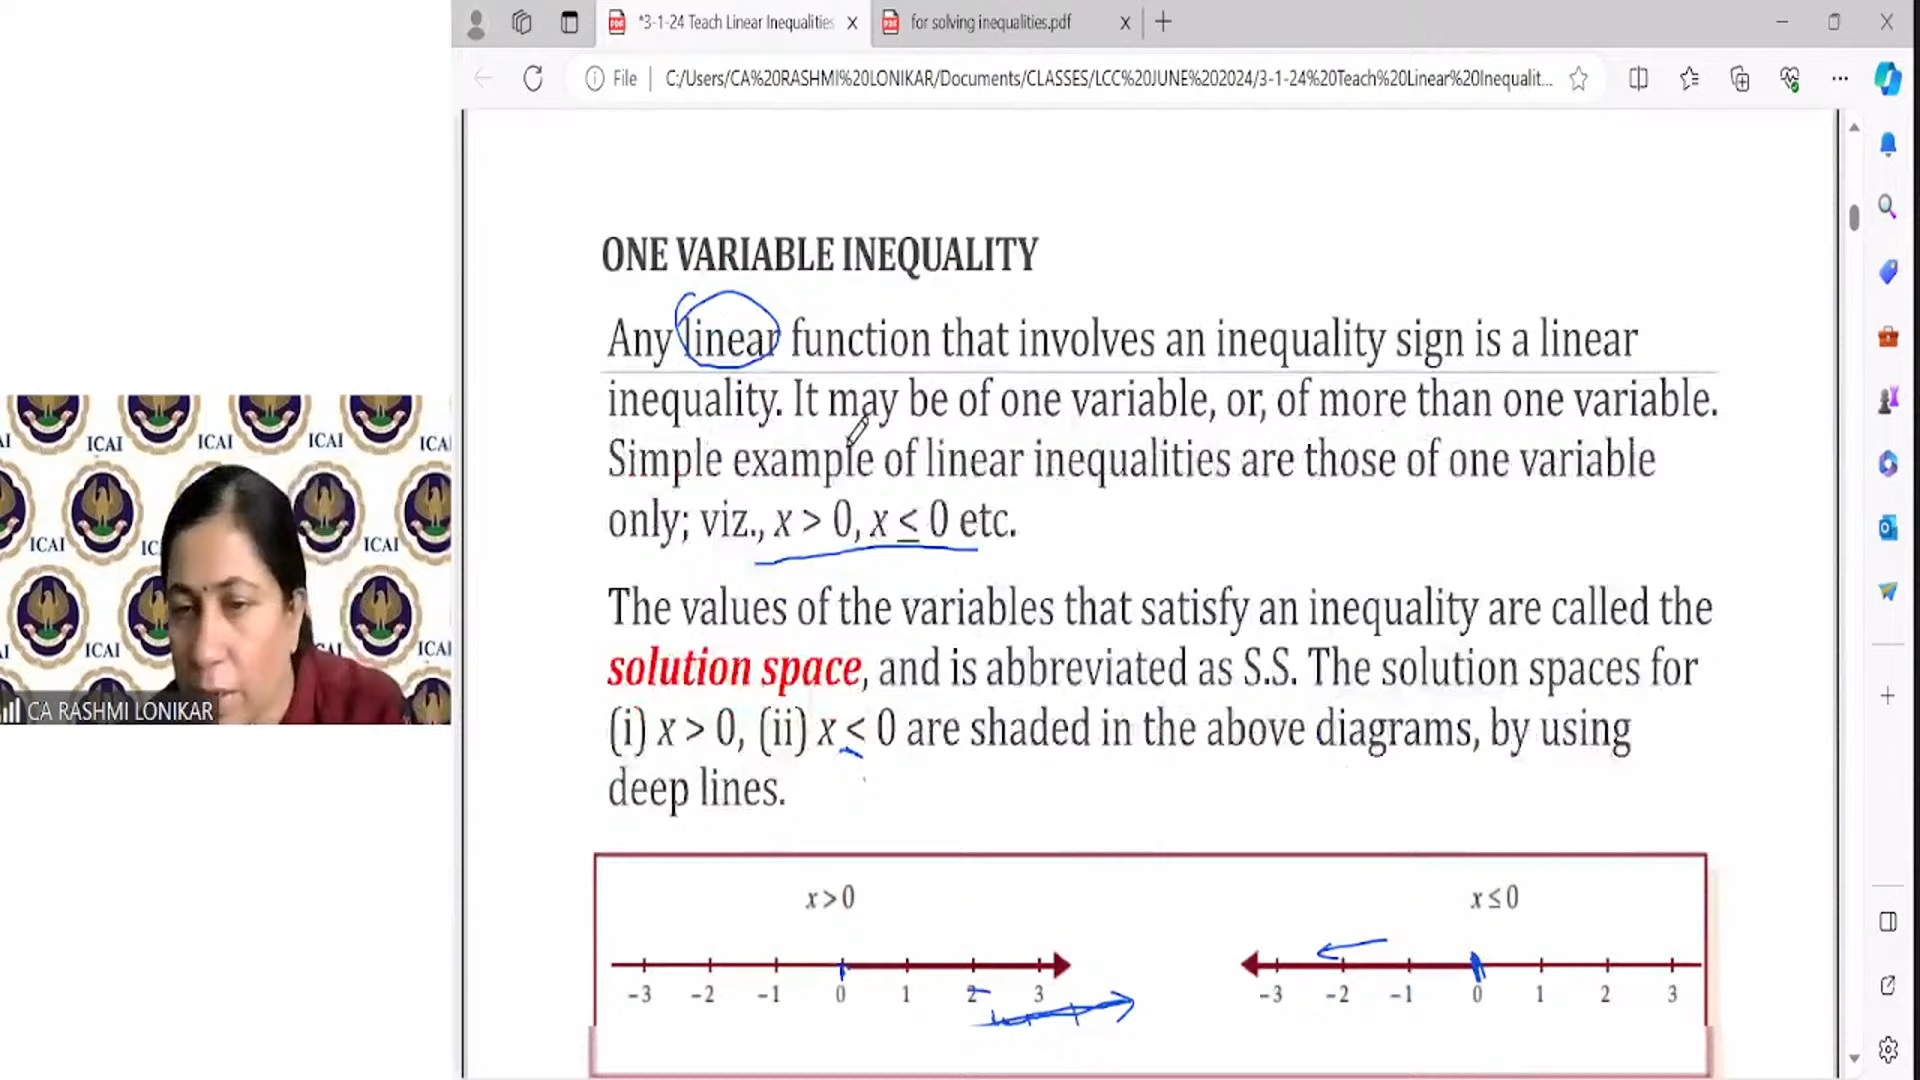 *3-1-24 Teach Linear Inequalities
for solving inequalities.pdf
File
C:/Users/CA%20RASHMI%20LONIKAR/Documents/CLASSES/LCC%20JUNE%202024/3-1-24%20Teach%20Linear%20Inequalit...
ONE VARIABLE INEQUALITY
Any linear function that involves an inequality sign is a linear
inequality. It may be of one variable, or, of more than one variable.
Simple example of linear inequalities are those of one variable
only; viz., x > 0, x ≤ 0 etc.
The values of the variables that satisfy an inequality are called the
solution space, and is abbreviated as S.S. The solution spaces for
(i) x > 0, (ii) x < 0 are shaded in the above diagrams, by using
deep lines.
x > 0
x ≤ 0
-3 -2 -1 0 1 2 3
-3 -2 -1 0 1 2 3
ICAI ICAI ICAI
ICAI ICAI
ICAI ICAI
CA RASHMI LONIKAR